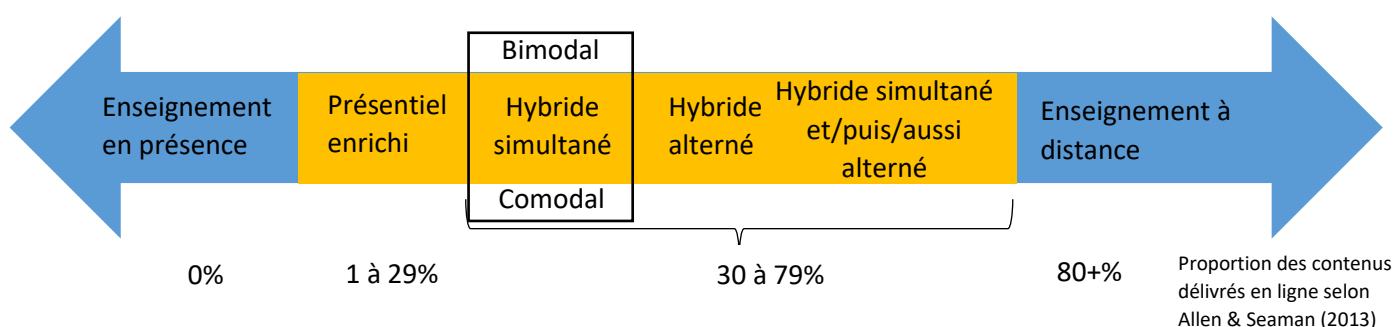 Bimodal
Enseignement
en présence
Présentiel
enrichi
Hybride
simultané
Hybride
alterné
Hybride simultané
et/puis/aussi
alterné
Enseignement à
distance
Comodal
0%
1 à 29%
30 à 79%
80+%
Proportion des contenus
délivrés en ligne selon
Allen & Seaman (2013)